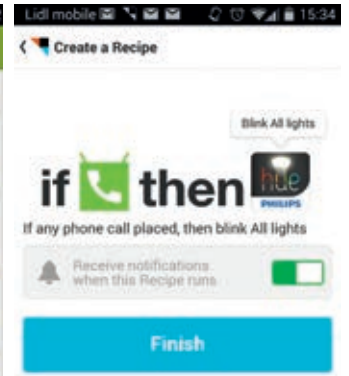 Lidl mobile 15:34
Create a Recipe
Blink All lights
if then hue
PHILIPS
If any phone call placed, then blink All lights
Receive notifications
when this Recipe runs
Finish